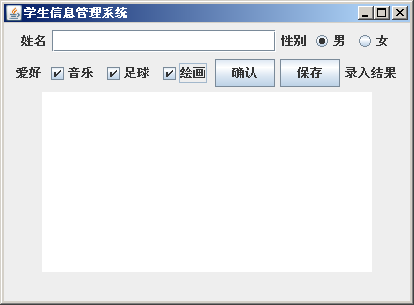 学生信息管理系统
姓名 性别 男 女
爱好 音乐 足球 绘画 确认 保存 录入结果